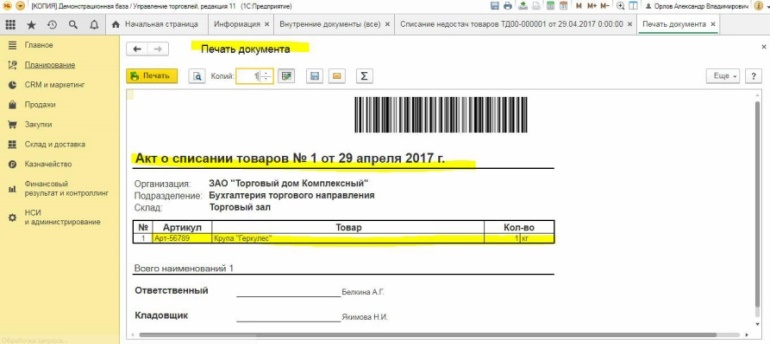 [КОПИЯ] Демонстрационная база / Управление торговлей, редакция 11 (1С:Предприятие)
M M+ M-
Орлов Александр Владимирович
Начальная страница × Информация × Внутренние документы (все) × Списание недостач товаров ТД00-000001 от 29.04.2017 0:00:00 × Печать документа ×
Главное
Планирование
CRM и маркетинг
Продажи
Закупки
Склад и доставка
Казначейство
Финансовый
результат и контроллинг
НСИ
и администрирование
Печать документа
Печать Копий: 1 Σ Еще ?
Акт о списании товаров № 1 от 29 апреля 2017 г.
Организация: ЗАО "Торговый дом Комплексный"
Подразделение: Бухгалтерия торгового направления
Склад: Торговый зал
№ Артикул Товар Кол-во
1 Арт-56789 Крупа "Геркулес" 1 кг
Всего наименований 1
Ответственный Белкина А.Г.
Кладовщик Якимова Н.И.